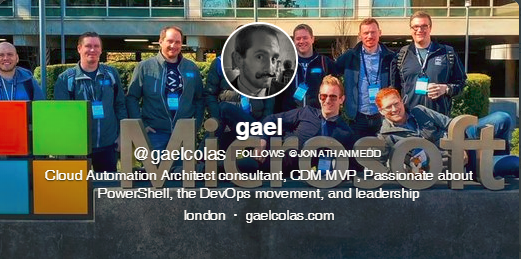 Microsoft
gael
@gaelcolas FOLLOWS @JONATHANMEDD
Cloud Automation Architect consultant, CDM MVP, Passionate about
PowerShell, the DevOps movement, and leadership
london · gaelcolas.com